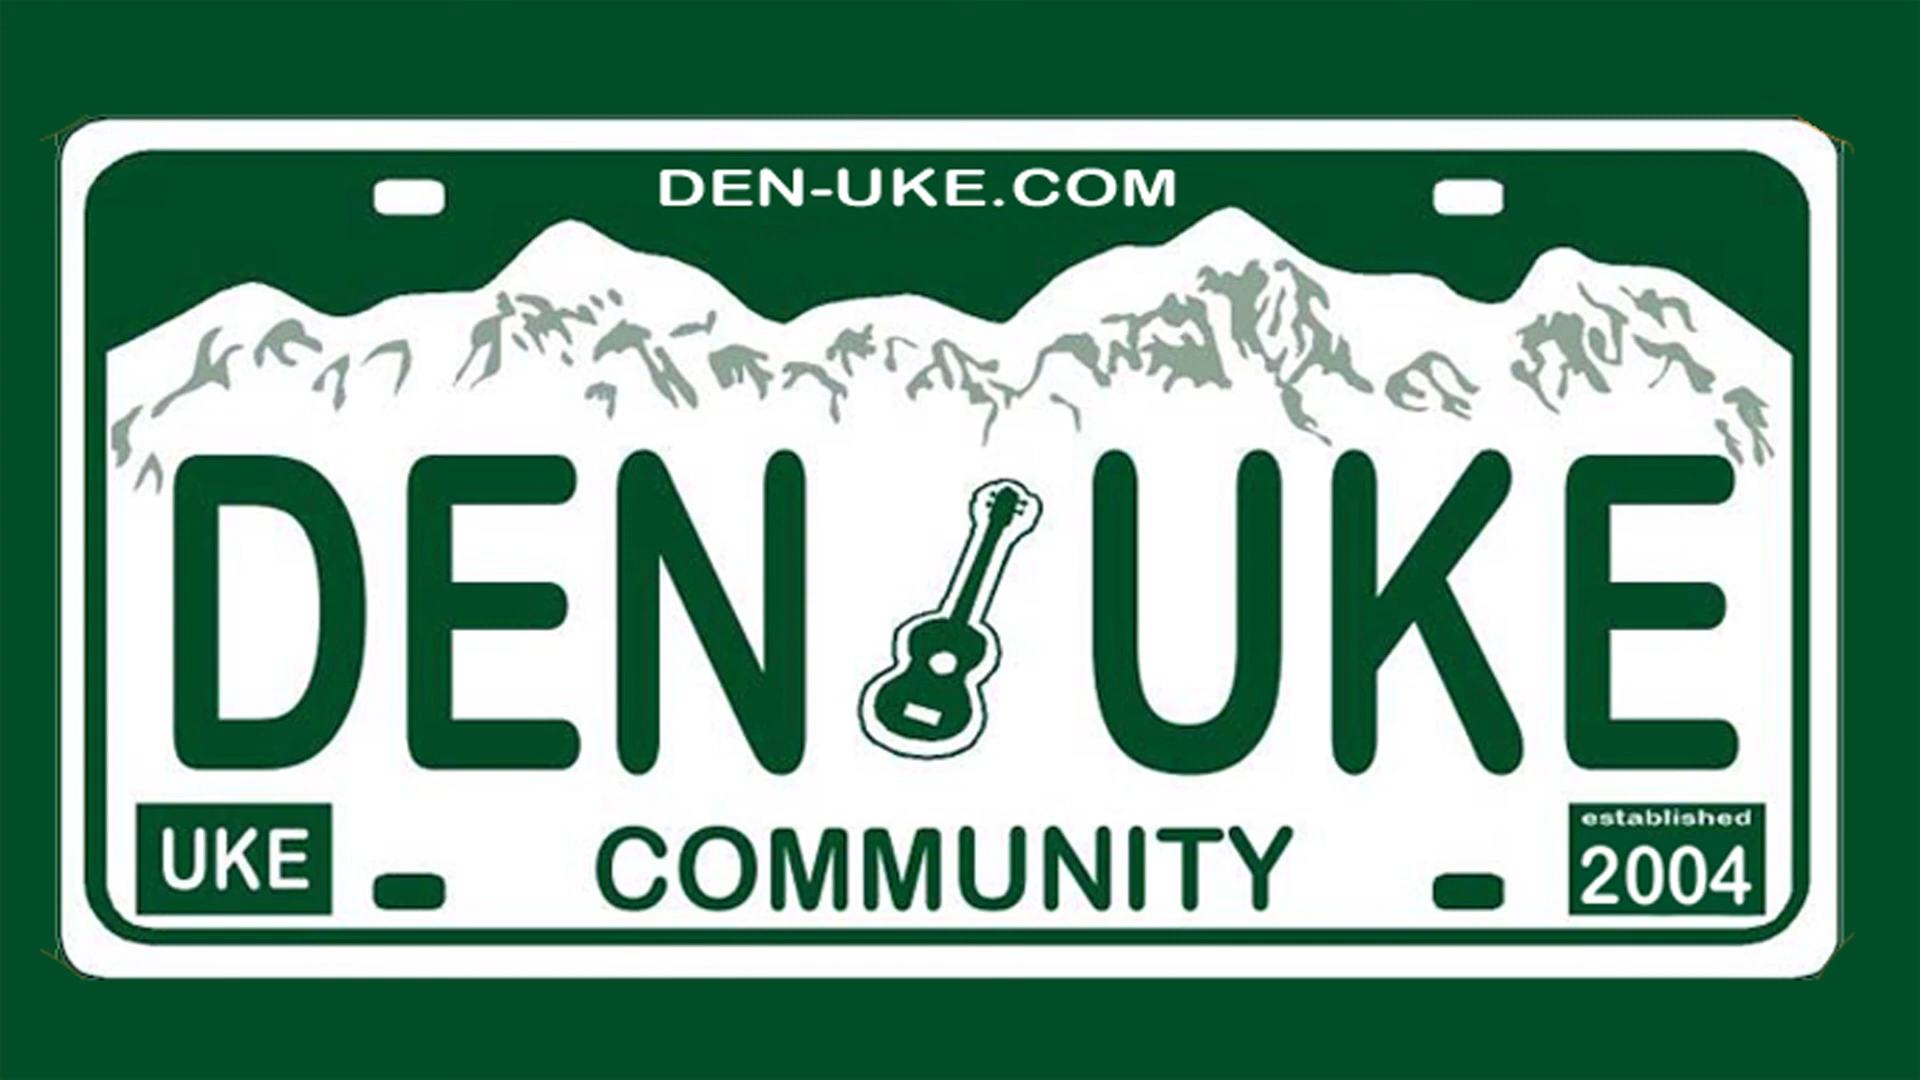 DEN-UKE.COM
DEN UKE
UKE
COMMUNITY
established
2004